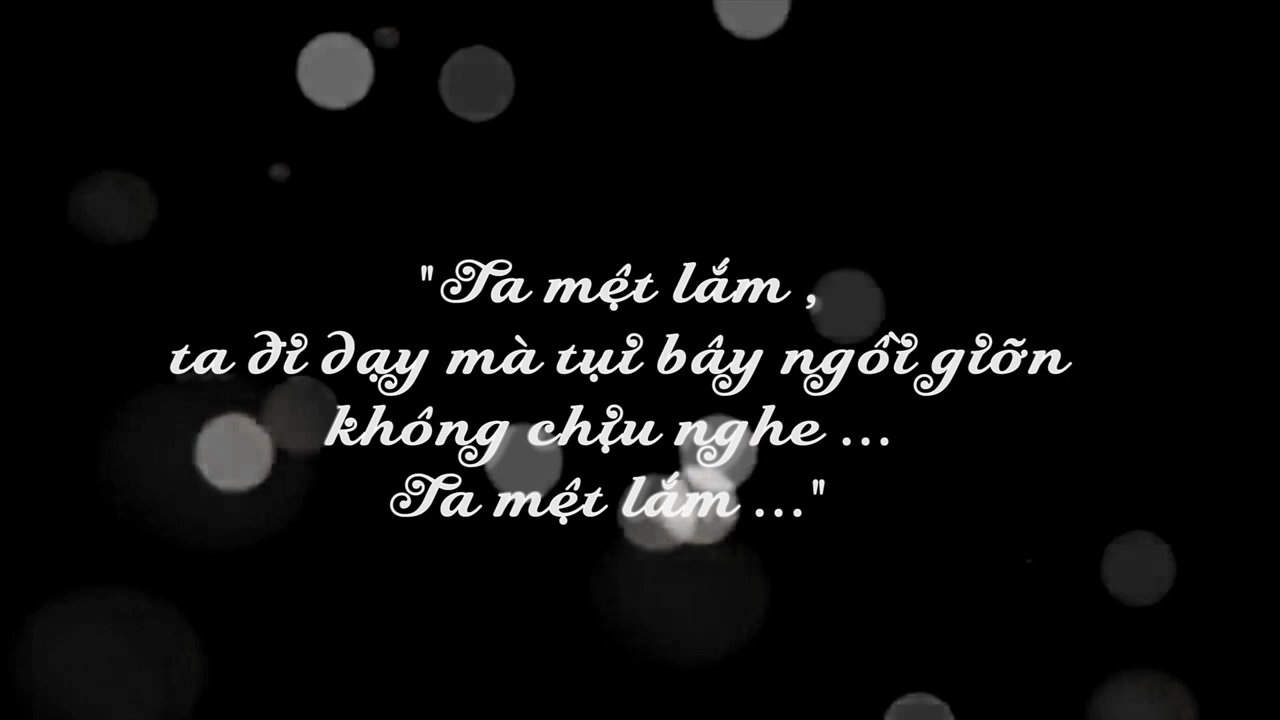 "Ta mệt lắm ,
ta đi dạy mà tụi bây ngồi giỡn
không chịu nghe ...
Ta mệt lắm ..."